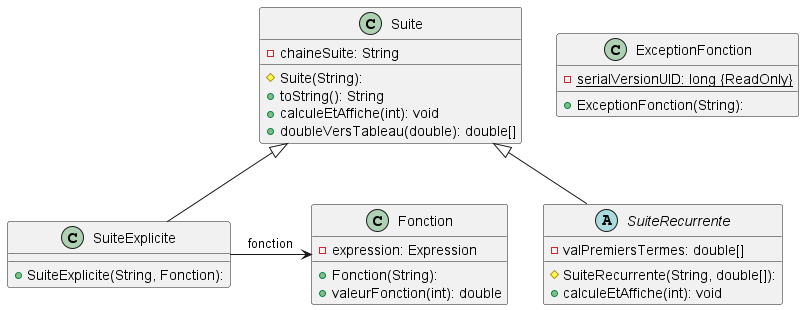 C Suite
chaineSuite: String
Suite(String):
toString(): String
calculeEtAffiche(int): void
doubleVersTableau(double): double[]
C ExceptionFonction
serialVersionUID: long {ReadOnly}
ExceptionFonction(String):
C SuiteExplicite
SuiteExplicite(String, Fonction):
fonction
C Fonction
expression: Expression
Fonction(String):
valeurFonction(int): double
A SuiteRecurrente
valPremiersTermes: double[]
SuiteRecurrente(String, double[]):
calculeEtAffiche(int): void